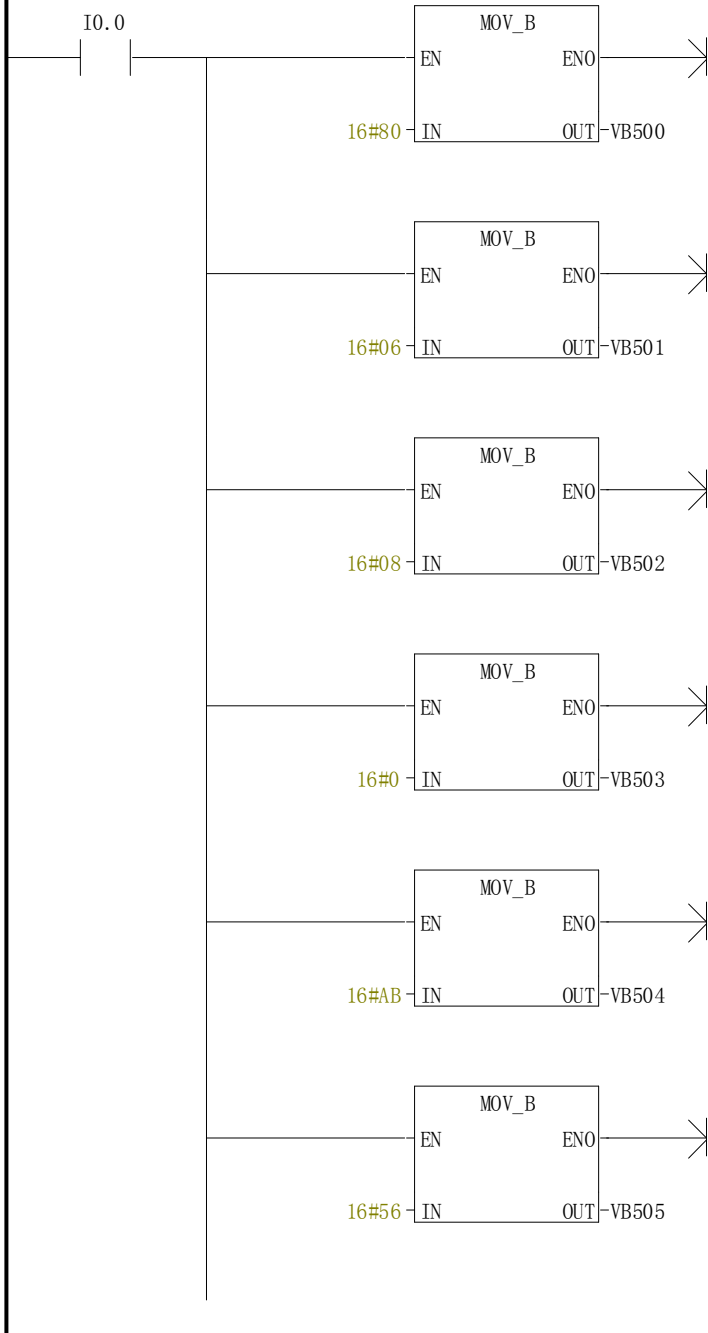 I0.0
MOV_B
EN ENO
16#80 IN OUT VB500
MOV_B
EN ENO
16#06 IN OUT VB501
MOV_B
EN ENO
16#08 IN OUT VB502
MOV_B
EN ENO
16#0 IN OUT VB503
MOV_B
EN ENO
16#AB IN OUT VB504
MOV_B
EN ENO
16#56 IN OUT VB505